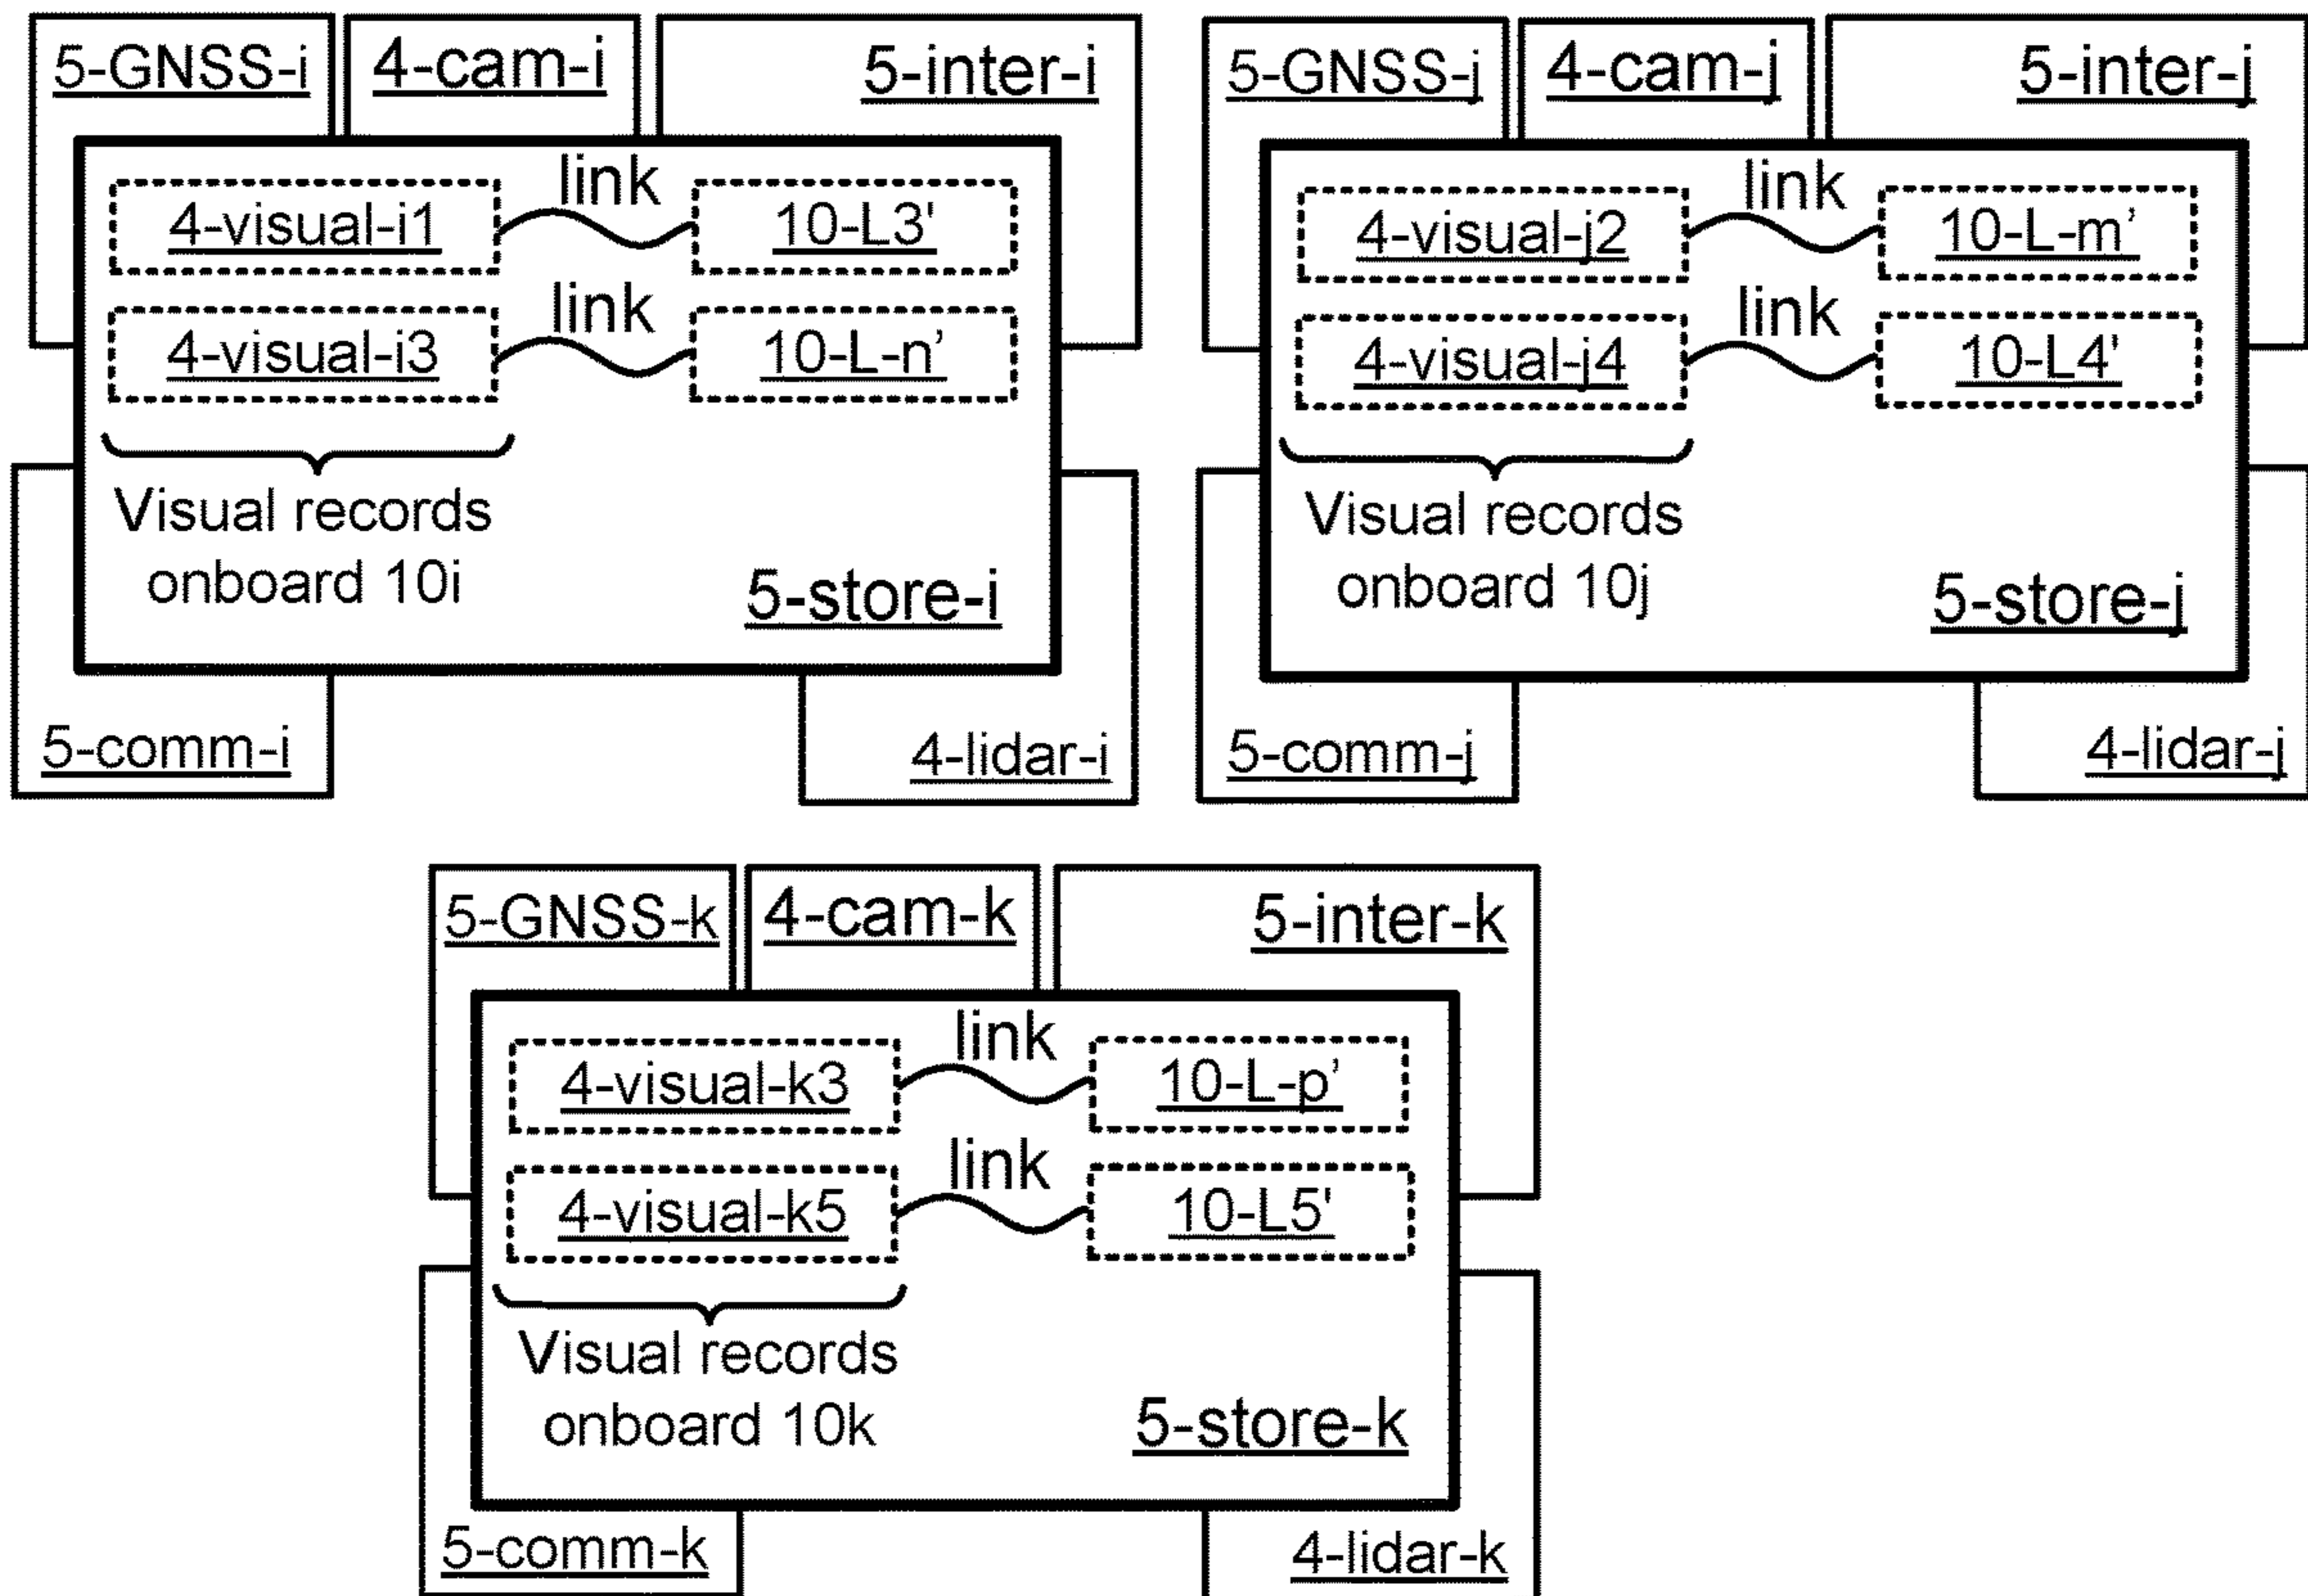 5-GNSS-i
4-cam-i
5-inter-i
4-visual-i1
link
10-L3'
4-visual-i3
link
10-L-n’
Visual records
onboard 10i
5-store-i
5-comm-i
4-lidar-i
5-GNSS-j
4-cam-j
5-inter-j
4-visual-j2
link
10-L-m’
4-visual-j4
link
10-L4'
Visual records
onboard 10j
5-store-j
5-comm-j
4-lidar-j
5-GNSS-k
4-cam-k
5-inter-k
4-visual-k3
link
10-L-p’
4-visual-k5
link
10-L5'
Visual records
onboard 10k
5-store-k
5-comm-k
4-lidar-k